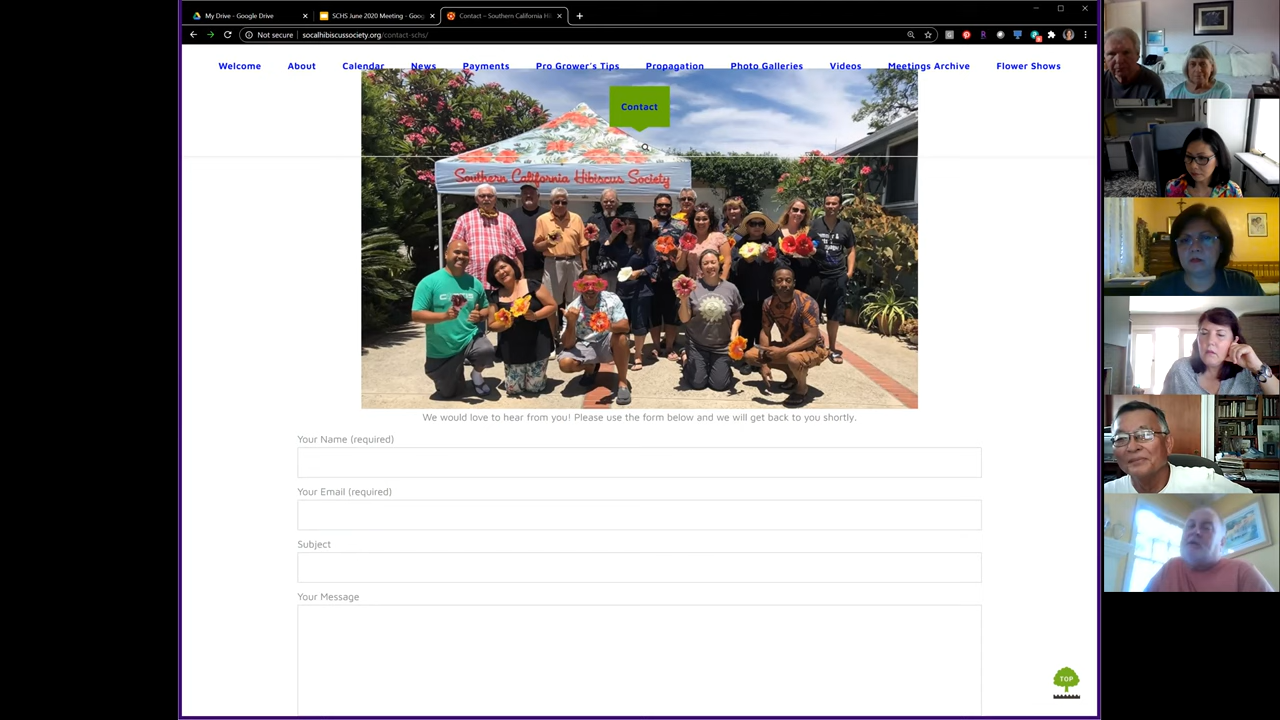 My Drive - Google Drive
SCHS June 2020 Meeting - Goog
Contact – Southern California Hi
Not secure
socalhibiscussociety.org/contact-schs/
Welcome
About
Calendar
News
Payments
Pro Grower's Tips
Propagation
Photo Galleries
Videos
Meetings Archive
Flower Shows
Contact
Southern California Hibiscus Society
We would love to hear from you! Please use the form below and we will get back to you shortly.
Your Name (required)
Your Email (required)
Subject
Your Message
TOP